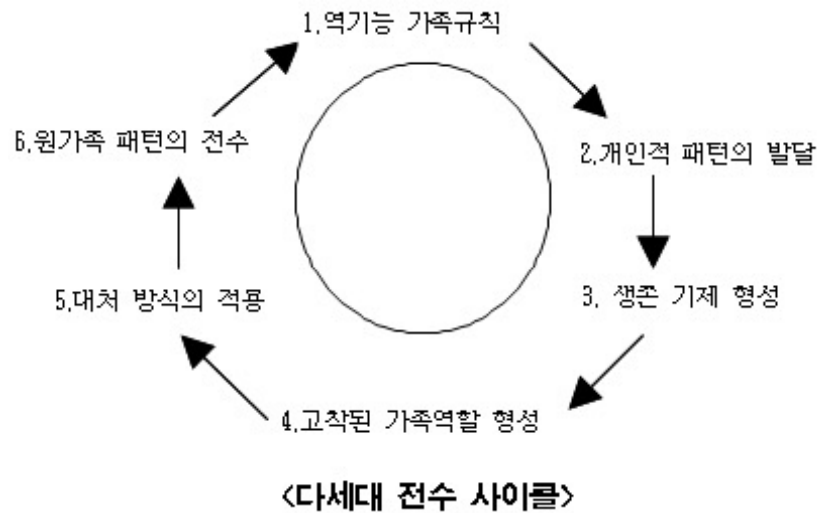 1.역기능 가족규칙
2.개인적 패턴의 발달
3. 생존 기제 형성
4.고착된 가족역할 형성
5.대처 방식의 적용
6.원가족 패턴의 전수
<다세대 전수 사이클>